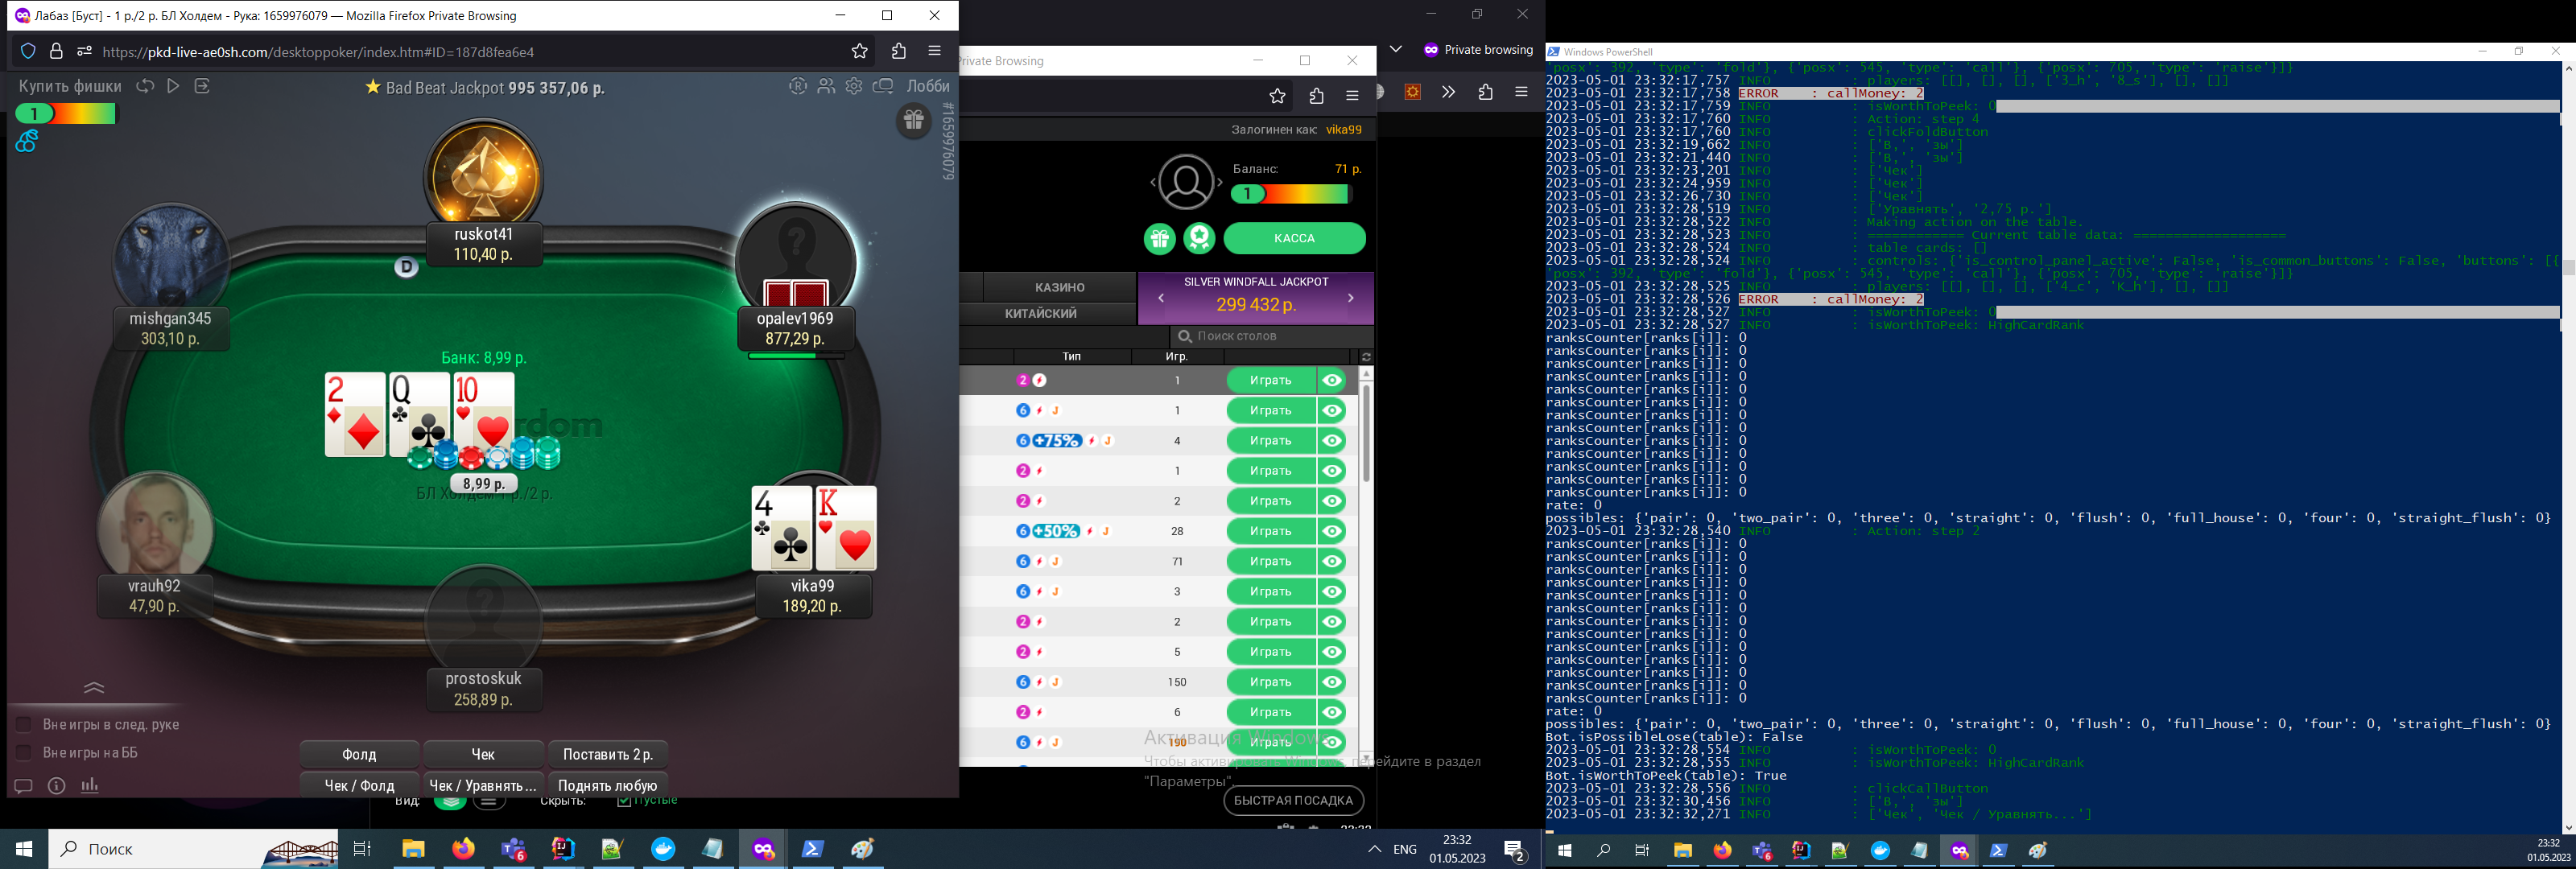 Лабаз [Буст] - 1 р./2 р. БЛ Холдем - Рука: 1659976079 — Mozilla Firefox Private Browsing
https://pkd-live-ae0sh.com/desktoppoker/index.htm#ID=187d8fea6e4
Купить фишки
Bad Beat Jackpot 995 357,06 р.
Лобби
#1659976079
1
ruskot41
110,40 р.
D
mishgan345
303,10 р.
opalev1969
877,29 р.
Банк: 8,99 р.
2 Q 10
rdom
8,99 р.
БЛ Холдем 1 р./2 р.
4 K
vrauh92
47,90 р.
vika99
189,20 р.
prostoskuk
258,89 р.
Вне игры в след. руке
Вне игры на ББ
Фолд
Чек
Поставить 2 р.
Чек / Фолд
Чек / Уравнять...
Поднять любую
Private Browsing
Private browsing
Залогинен как: vika99
Баланс: 71 р.
1
КАССА
КАЗИНО
КИТАЙСКИЙ
SILVER WINDFALL JACKPOT
299 432 р.
Поиск столов
Тип Игр.
2 1 Играть
6 J 1 Играть
6 +75% J 4 Играть
2 1 Играть
2 2 Играть
6 +50% J 28 Играть
6 J 71 Играть
6 J 3 Играть
2 2 Играть
2 5 Играть
6 J 150 Играть
2 6 Играть
6 J 190 Играть
Активация Windows
Чтобы активировать Windows, перейдите в раздел
"Параметры".
Вид:
Скрыть:
Пустые
БЫСТРАЯ ПОСАДКА
Поиск
6
ENG
23:32
01.05.2023
2
Windows PowerShell
'posx': 392, 'type': 'fold'}, {'posx': 545, 'type': 'call'}, {'posx': 705, 'type': 'raise'}]}
2023-05-01 23:32:17,757 INFO : players: [[], [], [], ['3_h', '8_s'], [], []]
2023-05-01 23:32:17,758 ERROR : callMoney: 2
2023-05-01 23:32:17,759 INFO : isWorthToPeek: 0
2023-05-01 23:32:17,760 INFO : Action: step 4
2023-05-01 23:32:17,760 INFO : clickFoldButton
2023-05-01 23:32:19,662 INFO : ['В,', 'зы']
2023-05-01 23:32:21,440 INFO : ['В,', 'зы']
2023-05-01 23:32:23,201 INFO : ['Чек']
2023-05-01 23:32:24,959 INFO : ['Чек']
2023-05-01 23:32:26,730 INFO : ['Чек']
2023-05-01 23:32:28,519 INFO : ['Уравнять', '2,75 р.']
2023-05-01 23:32:28,522 INFO : Making action on the table.
2023-05-01 23:32:28,523 INFO : ============ Current table data: ===================
2023-05-01 23:32:28,524 INFO : table cards: []
2023-05-01 23:32:28,524 INFO : controls: {'is_control_panel_active': False, 'is_common_buttons': False, 'buttons': [{
'posx': 392, 'type': 'fold'}, {'posx': 545, 'type': 'call'}, {'posx': 705, 'type': 'raise'}]}
2023-05-01 23:32:28,525 INFO : players: [[], [], [], ['4_c', 'K_h'], [], []]
2023-05-01 23:32:28,526 ERROR : callMoney: 2
2023-05-01 23:32:28,527 INFO : isWorthToPeek: 0
2023-05-01 23:32:28,527 INFO : isWorthToPeek: HighCardRank
ranksCounter[ranks[i]]: 0
ranksCounter[ranks[i]]: 0
ranksCounter[ranks[i]]: 0
ranksCounter[ranks[i]]: 0
ranksCounter[ranks[i]]: 0
ranksCounter[ranks[i]]: 0
ranksCounter[ranks[i]]: 0
ranksCounter[ranks[i]]: 0
ranksCounter[ranks[i]]: 0
ranksCounter[ranks[i]]: 0
ranksCounter[ranks[i]]: 0
ranksCounter[ranks[i]]: 0
ranksCounter[ranks[i]]: 0
rate: 0
possibles: {'pair': 0, 'two_pair': 0, 'three': 0, 'straight': 0, 'flush': 0, 'full_house': 0, 'four': 0, 'straight_flush': 0}
2023-05-01 23:32:28,540 INFO : Action: step 2
ranksCounter[ranks[i]]: 0
ranksCounter[ranks[i]]: 0
ranksCounter[ranks[i]]: 0
ranksCounter[ranks[i]]: 0
ranksCounter[ranks[i]]: 0
ranksCounter[ranks[i]]: 0
ranksCounter[ranks[i]]: 0
ranksCounter[ranks[i]]: 0
ranksCounter[ranks[i]]: 0
ranksCounter[ranks[i]]: 0
ranksCounter[ranks[i]]: 0
ranksCounter[ranks[i]]: 0
ranksCounter[ranks[i]]: 0
rate: 0
possibles: {'pair': 0, 'two_pair': 0, 'three': 0, 'straight': 0, 'flush': 0, 'full_house': 0, 'four': 0, 'straight_flush': 0}
Bot.isPossibleLose(table): False
2023-05-01 23:32:28,554 INFO : isWorthToPeek: 0
2023-05-01 23:32:28,555 INFO : isWorthToPeek: HighCardRank
Bot.isWorthToPeek(table): True
2023-05-01 23:32:28,556 INFO : clickCallButton
2023-05-01 23:32:30,456 INFO : ['В,', 'зы']
2023-05-01 23:32:32,271 INFO : ['Чек', 'Чек / Уравнять...']
6
23:32
01.05.2023